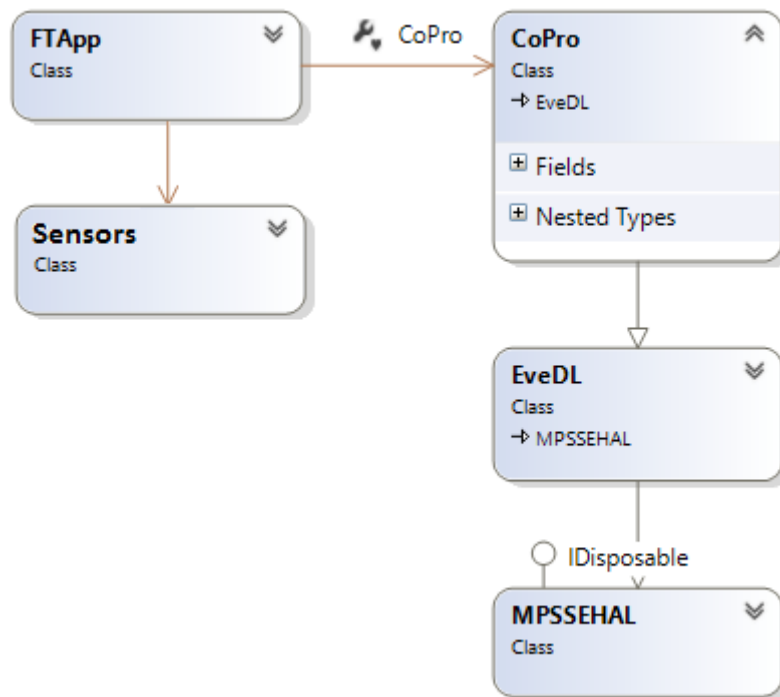 FTApp
Class
CoPro
CoPro
Class
EveDL
Fields
Nested Types
Sensors
Class
EveDL
Class
MPSSEHAL
IDisposable
MPSSEHAL
Class